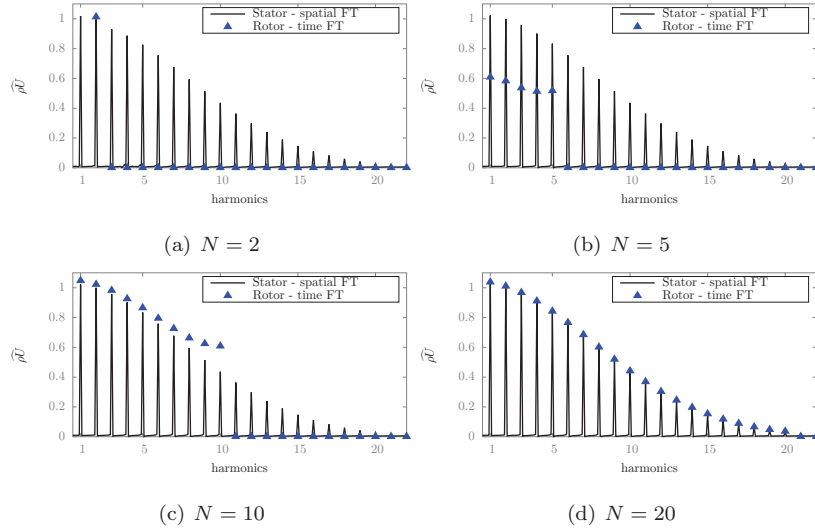 Stator - spatial FT
Rotor - time FT
1
0.8
0.6
0.4
0.2
0
ρU
1 5 10 15 20
harmonics
(a) N = 2
Stator - spatial FT
Rotor - time FT
1
0.8
0.6
0.4
0.2
0
ρU
1 5 10 15 20
harmonics
(b) N = 5
Stator - spatial FT
Rotor - time FT
1
0.8
0.6
0.4
0.2
0
ρU
1 5 10 15 20
harmonics
(c) N = 10
Stator - spatial FT
Rotor - time FT
1
0.8
0.6
0.4
0.2
0
ρU
1 5 10 15 20
harmonics
(d) N = 20